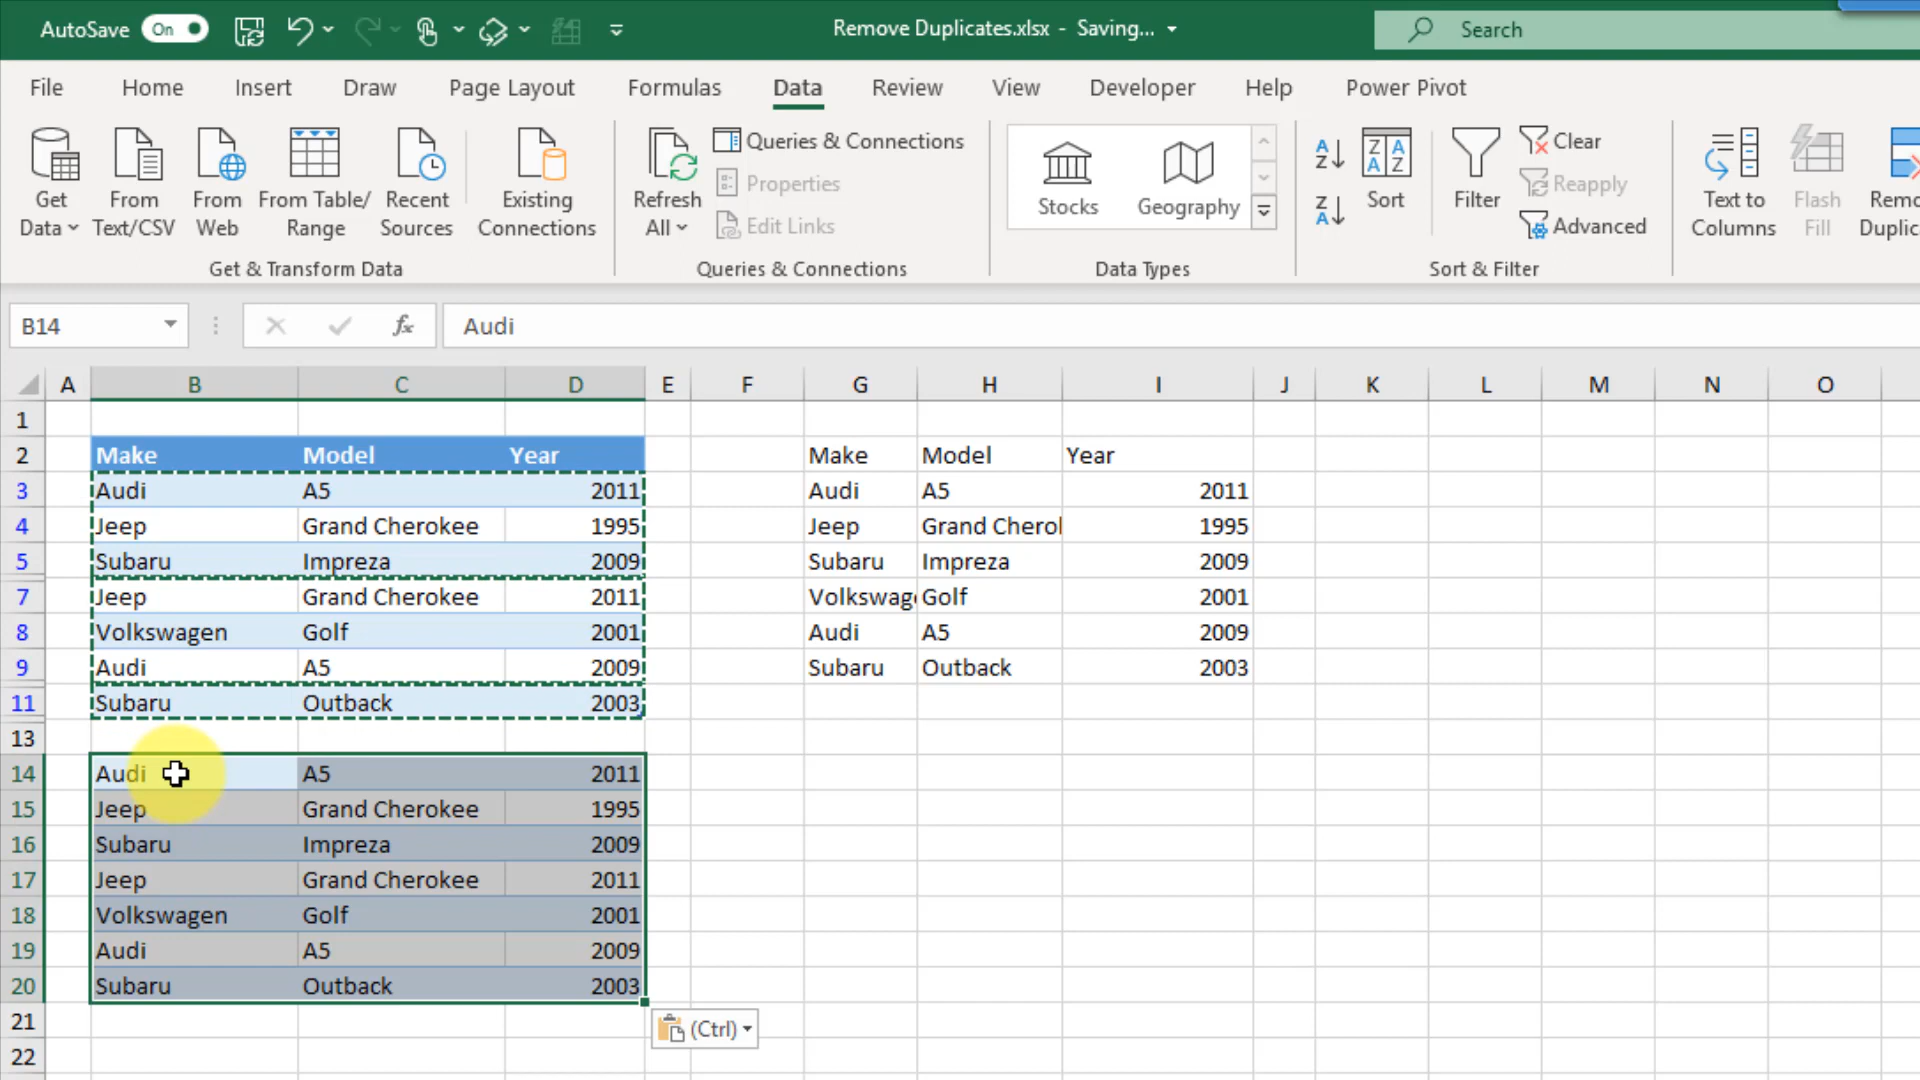 AutoSave On Remove Duplicates.xlsx - Saving... Search
File Home Insert Draw Page Layout Formulas Data Review View Developer Help Power Pivot
Get Data
From Text/CSV
From Web
From Table/ Range
Recent Sources
Existing Connections
Get & Transform Data
Refresh All
Queries & Connections
Properties
Edit Links
Queries & Connections
Stocks
Geography
Data Types
Sort
Filter
Clear
Reapply
Advanced
Sort & Filter
Text to Columns
Flash Fill
Remo
Duplic
B14 fx Audi
A B C D E F G H I J K L M N O
1
2 Make Model Year Make Model Year
3 Audi A5 2011 Audi A5 2011
4 Jeep Grand Cherokee 1995 Jeep Grand Cherol 1995
5 Subaru Impreza 2009 Subaru Impreza 2009
7 Jeep Grand Cherokee 2011 Volkswage Golf 2001
8 Volkswagen Golf 2001 Audi A5 2009
9 Audi A5 2009 Subaru Outback 2003
11 Subaru Outback 2003
13
14 Audi A5 2011
15 Jeep Grand Cherokee 1995
16 Subaru Impreza 2009
17 Jeep Grand Cherokee 2011
18 Volkswagen Golf 2001
19 Audi A5 2009
20 Subaru Outback 2003
21 (Ctrl)
22